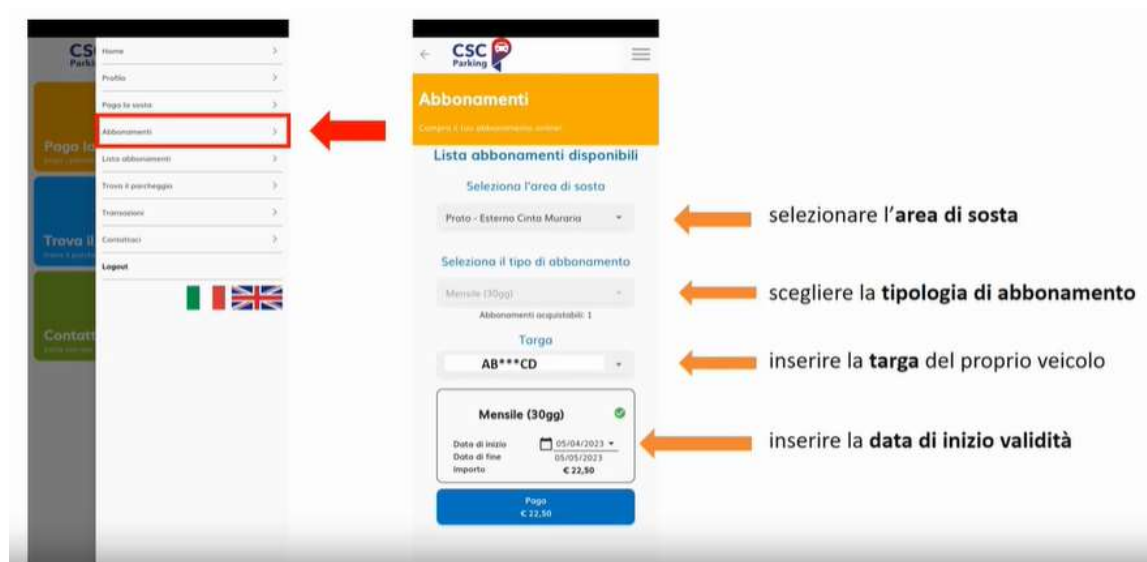 CS
Parki
Home
Profilo
Paga la sosta
Abbonamenti
Lista abbonamenti
Trova il parcheggio
Transazioni
Contattaci
Logout
Paga la
Trova il
Contatt
CSC
Parking
Abbonamenti
Compra il tuo abbonamento online!
Lista abbonamenti disponibili
Seleziona l'area di sosta
Prato - Esterno Cinta Muraria
Seleziona il tipo di abbonamento
Mensile (30gg)
Abbonamenti acquistabili: 1
Targa
AB***CD
Mensile (30gg)
Data di inizio 05/04/2023
Data di fine 05/05/2023
Importo € 22,50
Paga
€ 22,50
selezionare l'area di sosta
scegliere la tipologia di abbonamento
inserire la targa del proprio veicolo
inserire la data di inizio validità